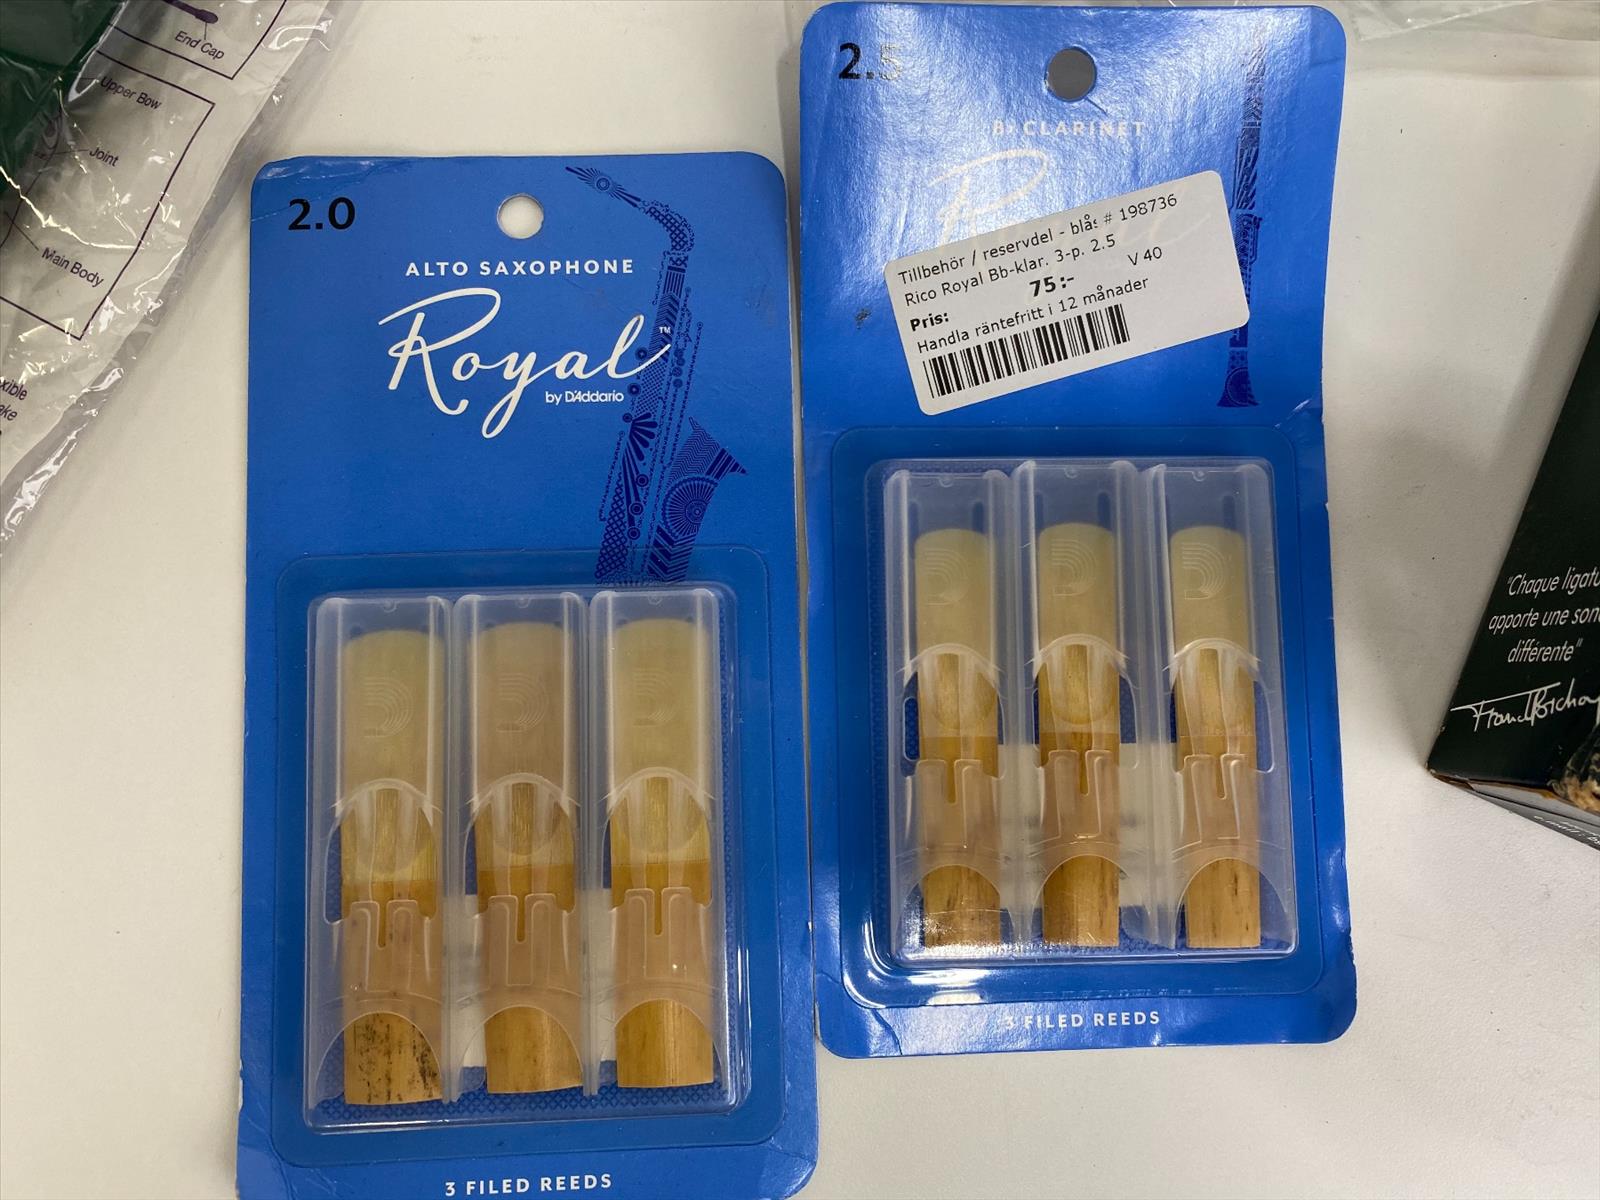 End Cap
Upper Bow
Joint
Main Body
2.0
ALTO SAXOPHONE
Royal™
by D'Addario
3 FILED REEDS
2.5
Bb CLARINET
Tillbehör / reservdel - blås # 198736
Rico Royal Bb-klar. 3-p. 2.5
Pris: 75:- V 40
Handla räntefritt i 12 månader
3 FILED REEDS
"Chaque ligatu
apporte une son
différente"